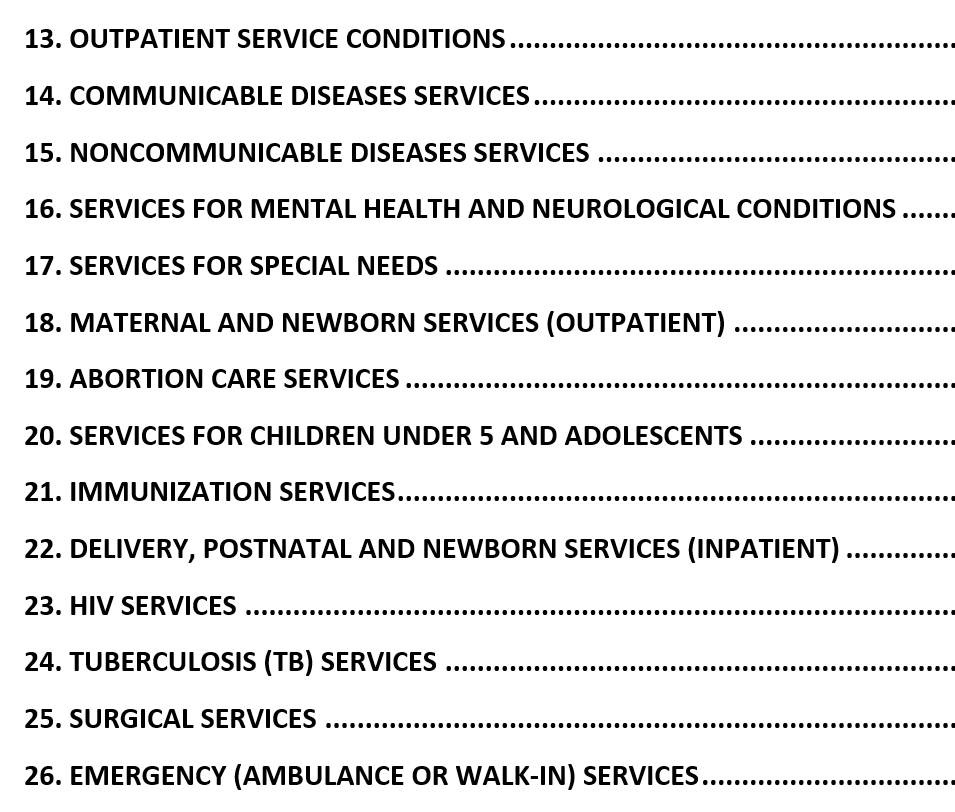 13. OUTPATIENT SERVICE CONDITIONS................................................................
14. COMMUNICABLE DISEASES SERVICES.............................................................
15. NONCOMMUNICABLE DISEASES SERVICES ....................................................
16. SERVICES FOR MENTAL HEALTH AND NEUROLOGICAL CONDITIONS .......
17. SERVICES FOR SPECIAL NEEDS .........................................................................
18. MATERNAL AND NEWBORN SERVICES (OUTPATIENT) ................................
19. ABORTION CARE SERVICES ................................................................................
20. SERVICES FOR CHILDREN UNDER 5 AND ADOLESCENTS ..............................
21. IMMUNIZATION SERVICES.................................................................................
22. DELIVERY, POSTNATAL AND NEWBORN SERVICES (INPATIENT) ...............
23. HIV SERVICES .......................................................................................................
24. TUBERCULOSIS (TB) SERVICES .........................................................................
25. SURGICAL SERVICES ...........................................................................................
26. EMERGENCY (AMBULANCE OR WALK-IN) SERVICES.....................................